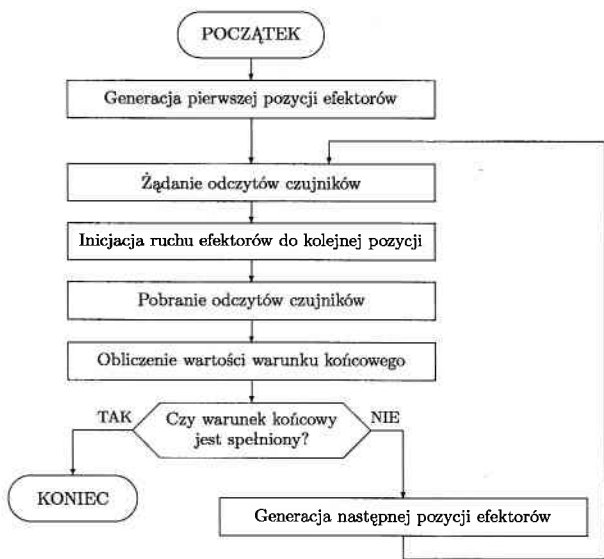 POCZĄTEK
Generacja pierwszej pozycji efektorów
Żądanie odczytów czujników
Inicjacja ruchu efektorów do kolejnej pozycji
Pobranie odczytów czujników
Obliczenie wartości warunku końcowego
TAK
Czy warunek końcowy
jest spełniony?
NIE
KONIEC
Generacja następnej pozycji efektorów